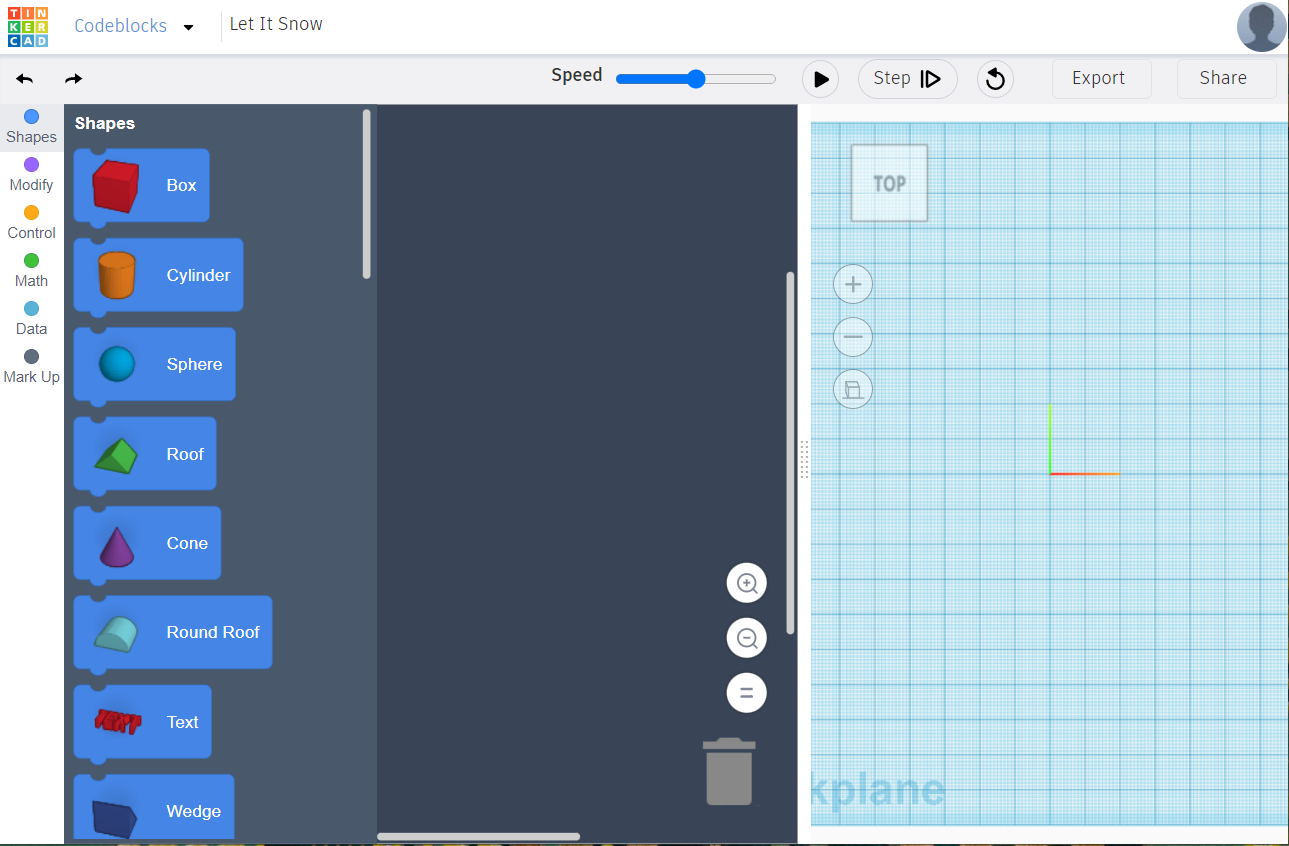 TIN
KER
CAD
Codeblocks
Let It Snow
Speed
Step
Export
Share
Shapes
Modify
Control
Math
Data
Mark Up
Shapes
Box
Cylinder
Sphere
Roof
Cone
Round Roof
TEXT
Text
Wedge
TOP
kplane